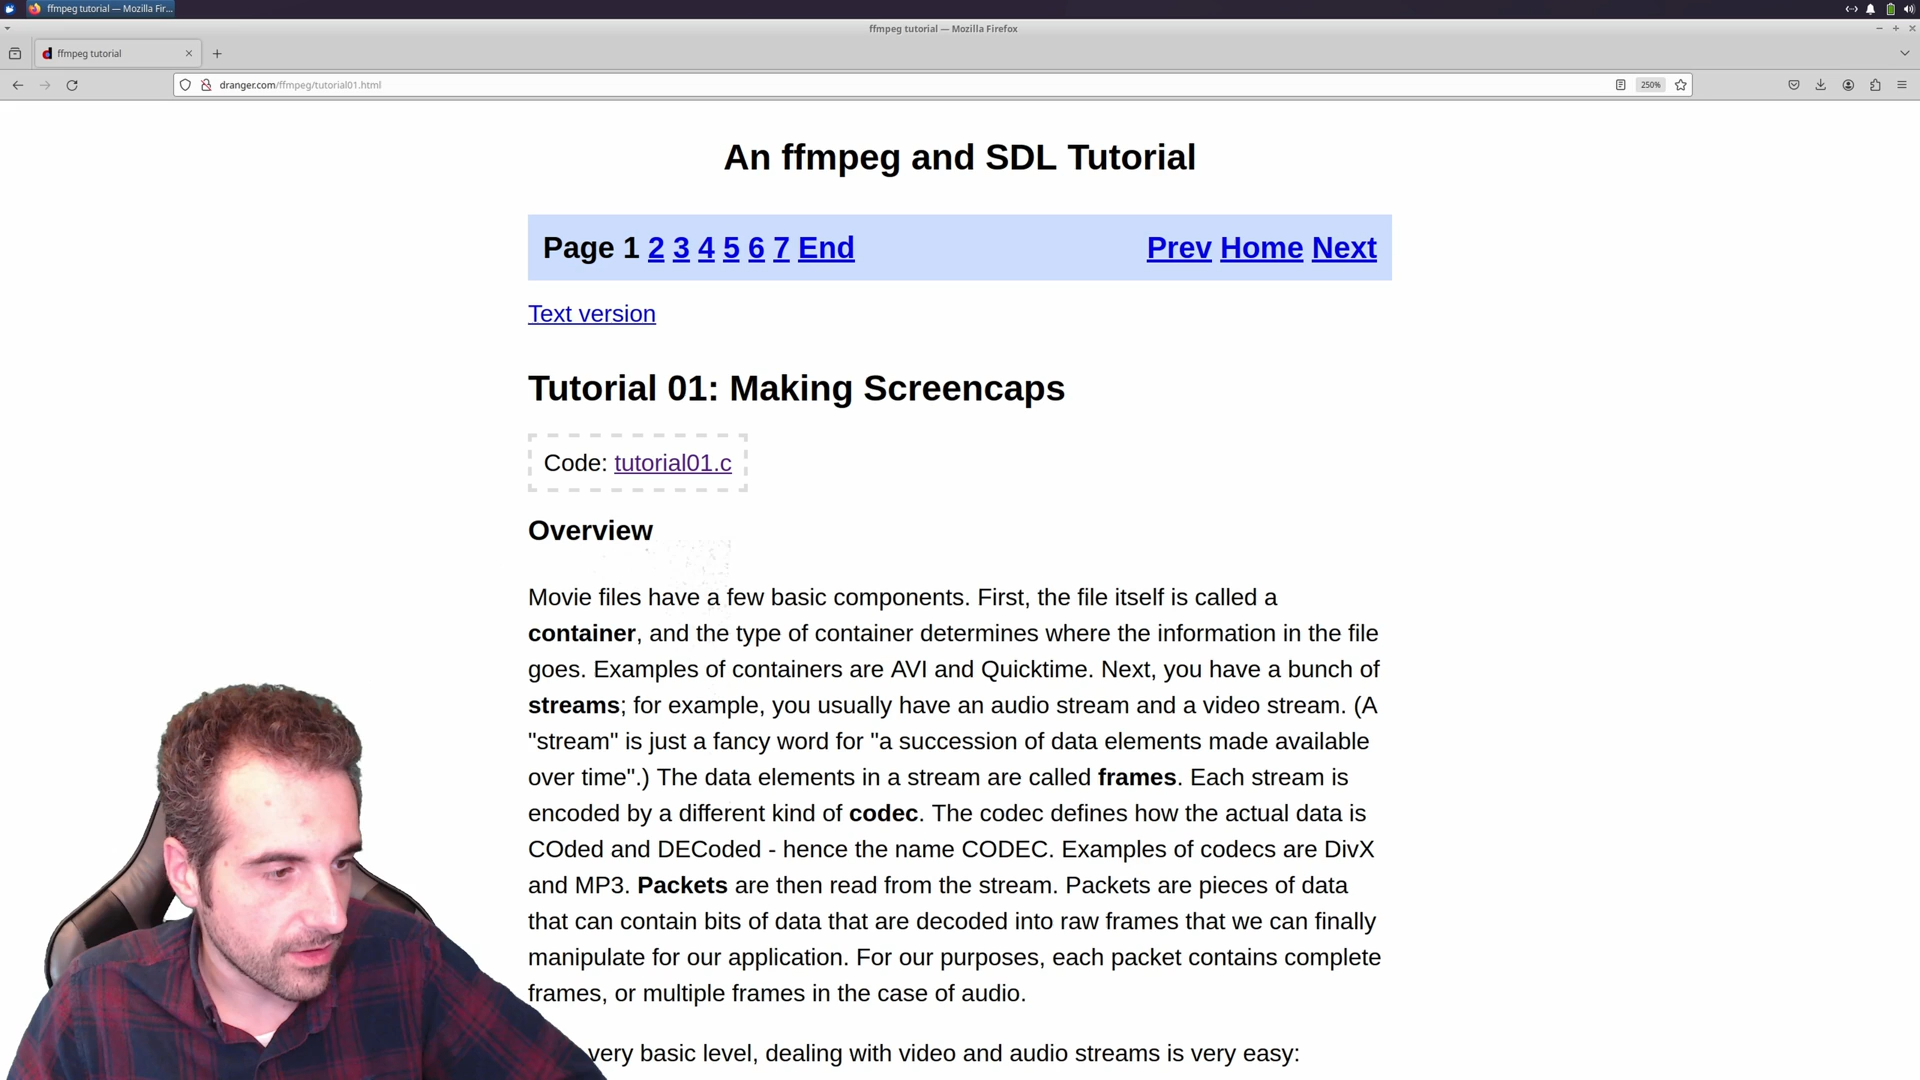 ffmpeg tutorial — Mozilla Fir...
ffmpeg tutorial — Mozilla Firefox
ffmpeg tutorial
dranger.com/ffmpeg/tutorial01.html
250%
An ffmpeg and SDL Tutorial
Page 1 2 3 4 5 6 7 End
Prev Home Next
Text version
Tutorial 01: Making Screencaps
Code: tutorial01.c
Overview
Movie files have a few basic components. First, the file itself is called a
container, and the type of container determines where the information in the file
goes. Examples of containers are AVI and Quicktime. Next, you have a bunch of
streams; for example, you usually have an audio stream and a video stream. (A
"stream" is just a fancy word for "a succession of data elements made available
over time".) The data elements in a stream are called frames. Each stream is
encoded by a different kind of codec. The codec defines how the actual data is
COded and DECoded - hence the name CODEC. Examples of codecs are DivX
and MP3. Packets are then read from the stream. Packets are pieces of data
that can contain bits of data that are decoded into raw frames that we can finally
manipulate for our application. For our purposes, each packet contains complete
frames, or multiple frames in the case of audio.
very basic level, dealing with video and audio streams is very easy: